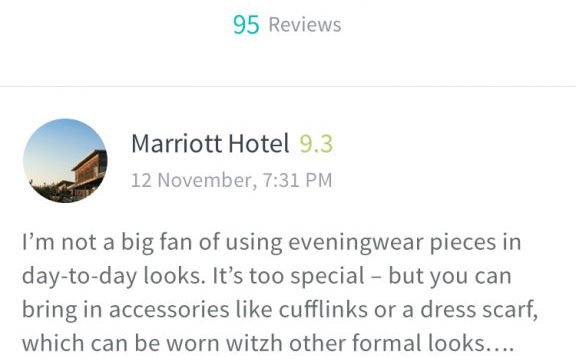 95 Reviews
Marriott Hotel 9.3
12 November, 7:31 PM
I’m not a big fan of using eveningwear pieces in
day-to-day looks. It’s too special – but you can
bring in accessories like cufflinks or a dress scarf,
which can be worn witzh other formal looks….